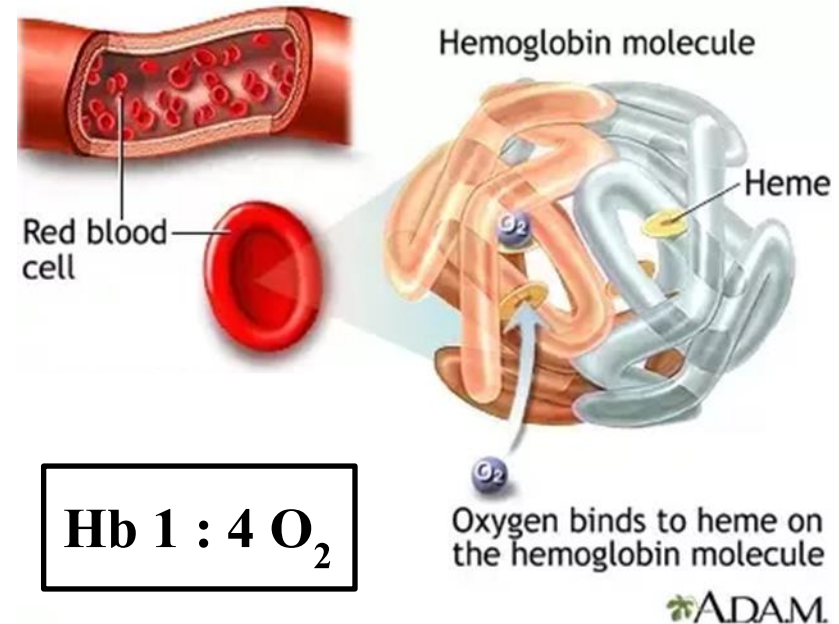 Hemoglobin molecule
Heme
Red blood
cell
O2
O2
Hb 1 : 4 O₂
Oxygen binds to heme on
the hemoglobin molecule
A.D.A.M.